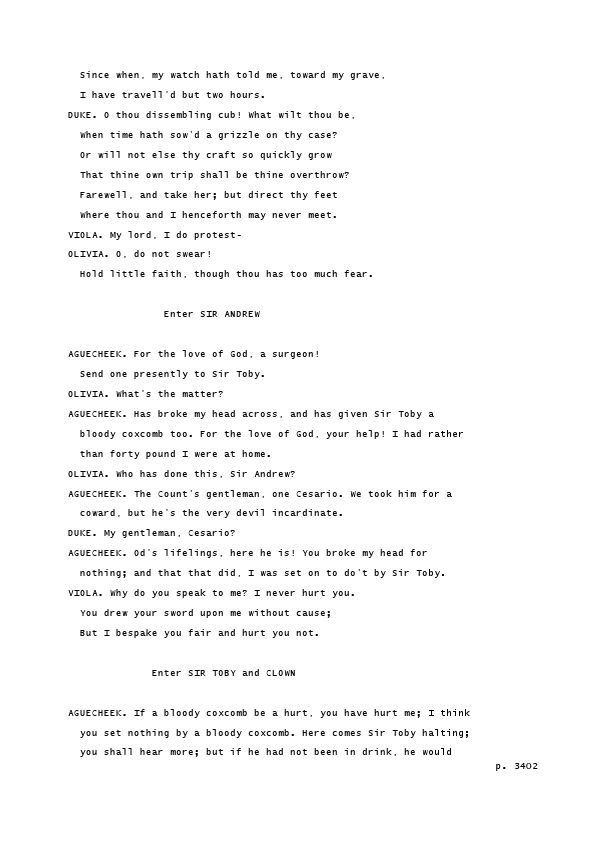 Since when, my watch hath told me, toward my grave,
I have travell'd but two hours.
DUKE. O thou dissembling cub! What wilt thou be,
When time hath sow'd a grizzle on thy case?
Or will not else thy craft so quickly grow
That thine own trip shall be thine overthrow?
Farewell, and take her; but direct thy feet
Where thou and I henceforth may never meet.
VIOLA. My lord, I do protest-
OLIVIA. O, do not swear!
Hold little faith, though thou has too much fear.
Enter SIR ANDREW
AGUECHEEK. For the love of God, a surgeon!
Send one presently to Sir Toby.
OLIVIA. What's the matter?
AGUECHEEK. Has broke my head across, and has given Sir Toby a
bloody coxcomb too. For the love of God, your help! I had rather
than forty pound I were at home.
OLIVIA. Who has done this, Sir Andrew?
AGUECHEEK. The Count's gentleman, one Cesario. We took him for a
coward, but he's the very devil incardinate.
DUKE. My gentleman, Cesario?
AGUECHEEK. Od's lifelings, here he is! You broke my head for
nothing; and that that did, I was set on to do't by Sir Toby.
VIOLA. Why do you speak to me? I never hurt you.
You drew your sword upon me without cause;
But I bespake you fair and hurt you not.
Enter SIR TOBY and CLOWN
AGUECHEEK. If a bloody coxcomb be a hurt, you have hurt me; I think
you set nothing by a bloody coxcomb. Here comes Sir Toby halting;
you shall hear more; but if he had not been in drink, he would
p. 3402